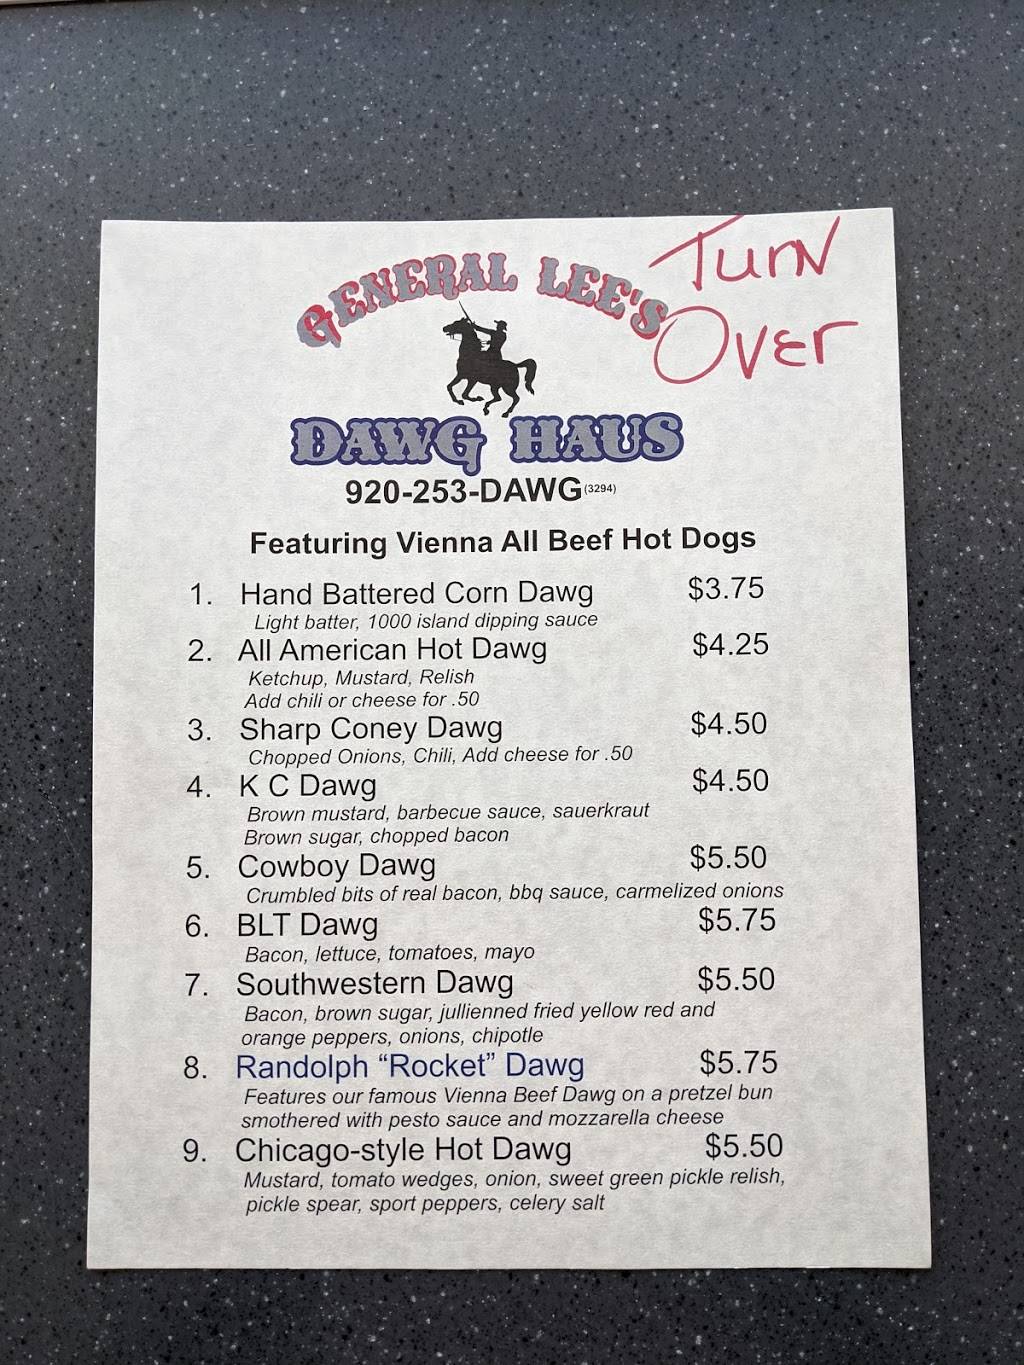 GENERAL LEE'S
Turn
Over
DAWG HAUS
920-253-DAWG (3294)
Featuring Vienna All Beef Hot Dogs
1. Hand Battered Corn Dawg $3.75
Light batter, 1000 island dipping sauce
2. All American Hot Dawg $4.25
Ketchup, Mustard, Relish
Add chili or cheese for .50
3. Sharp Coney Dawg $4.50
Chopped Onions, Chili, Add cheese for .50
4. K C Dawg $4.50
Brown mustard, barbecue sauce, sauerkraut
Brown sugar, chopped bacon
5. Cowboy Dawg $5.50
Crumbled bits of real bacon, bbq sauce, carmelized onions
6. BLT Dawg $5.75
Bacon, lettuce, tomatoes, mayo
7. Southwestern Dawg $5.50
Bacon, brown sugar, jullienned fried yellow red and
orange peppers, onions, chipotle
8. Randolph “Rocket” Dawg $5.75
Features our famous Vienna Beef Dawg on a pretzel bun
smothered with pesto sauce and mozzarella cheese
9. Chicago-style Hot Dawg $5.50
Mustard, tomato wedges, onion, sweet green pickle relish,
pickle spear, sport peppers, celery salt